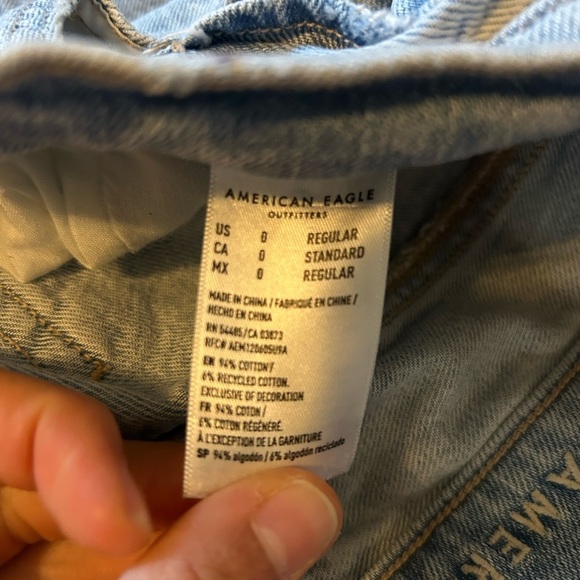 AMERICAN EAGLE
OUTFITTERS
US 0 REGULAR
CA 0 STANDARD
MX 0 REGULAR
MADE IN CHINA / FABRIQUÉ EN CHINE /
HECHO EN CHINA
RN 54485/CA 03873
RFC# AEM120605U9A
EN 94% COTTON/
6% RECYCLED COTTON.
EXCLUSIVE OF DECORATION
FR 94% COTON/
6% COTON RÉGÉNÉRÉ.
À L'EXCEPTION DE LA GARNITURE
SP 94% algodón / 6% algodón reciclado
AMER